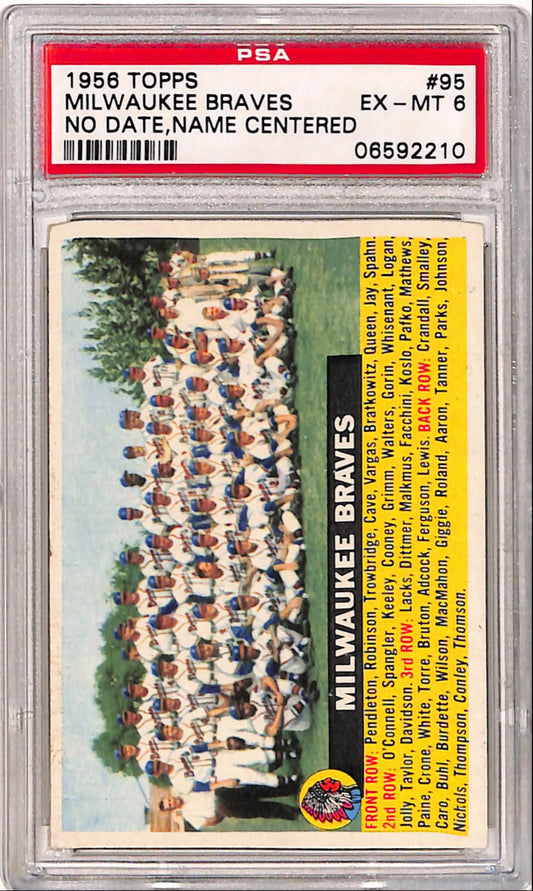 PSA
1956 TOPPS #95
MILWAUKEE BRAVES EX-MT 6
NO DATE,NAME CENTERED
06592210
MILWAUKEE BRAVES
FRONT ROW: Pendleton, Robinson, Trowbridge, Cave, Vargas, Bratkowitz, Queen, Jay, Spahn.
2nd ROW: O'Connell, Spangler, Keeley, Cooney, Grimm, Walters, Gorin, Whisenant, Logan,
Jolly, Taylor, Davidson. 3rd ROW: Lacks, Dittmer, Malkmus, Facchini, Koslo, Pafko, Mathews,
Paine, Crone, White, Torre, Bruton, Adcock, Ferguson, Lewis. BACK ROW: Crandall, Smalley,
Caro, Buhl, Burdette, Wilson, MacMahon, Giggie, Roland, Aaron, Tanner, Parks, Johnson,
Nichols, Thompson, Conley, Thomson.